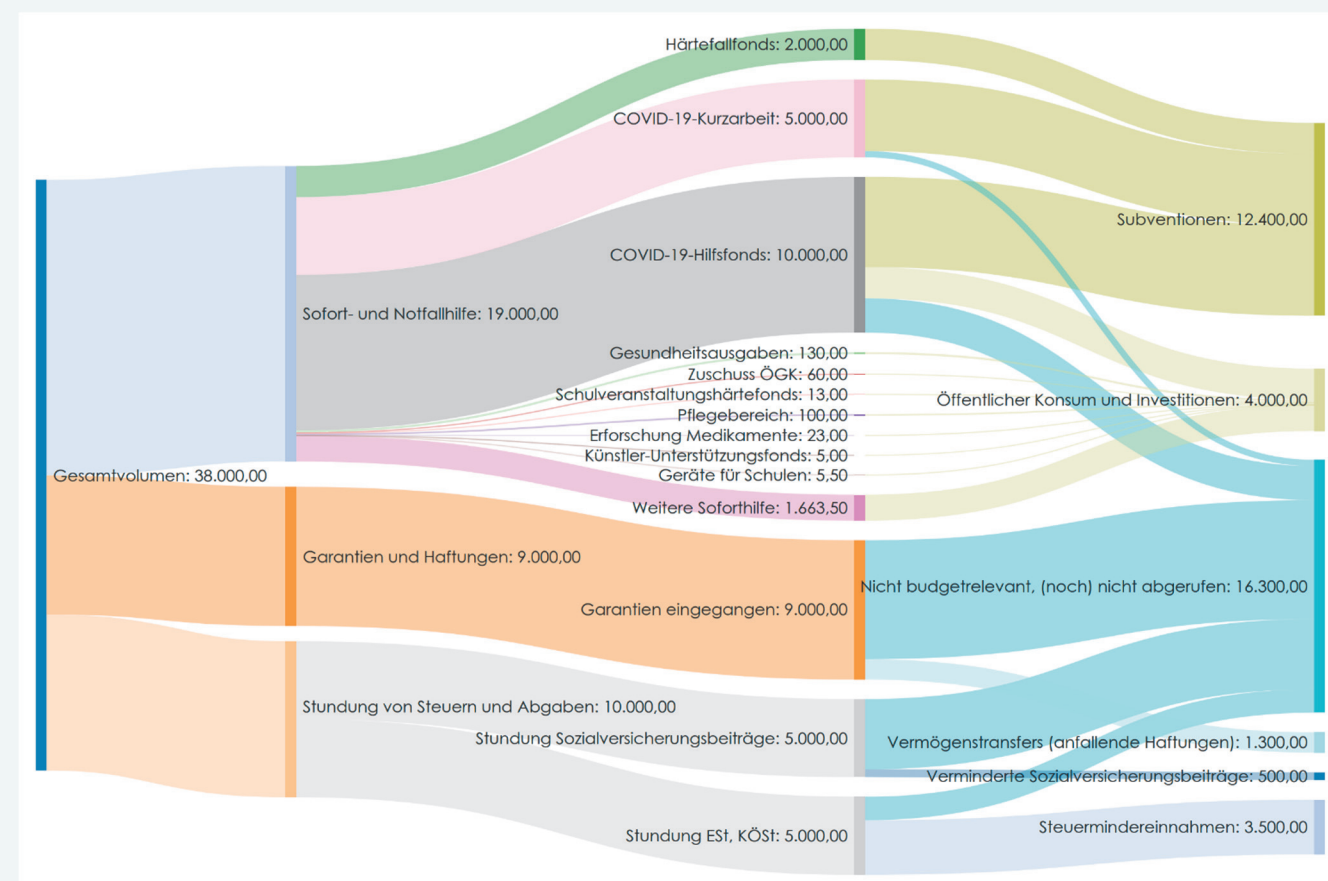 Gesamtvolumen: 38.000,00
Sofort- und Notfallhilfe: 19.000,00
Garantien und Haftungen: 9.000,00
Stundung von Steuern und Abgaben: 10.000,00
Härtefallfonds: 2.000,00
COVID-19-Kurzarbeit: 5.000,00
COVID-19-Hilfsfonds: 10.000,00
Gesundheitsausgaben: 130,00
Zuschuss ÖGK: 60,00
Schulveranstaltungshärtefonds: 13,00
Pflegebereich: 100,00
Erforschung Medikamente: 23,00
Künstler-Unterstützungsfonds: 5,00
Geräte für Schulen: 5,50
Weitere Soforthilfe: 1.663,50
Garantien eingegangen: 9.000,00
Stundung Sozialversicherungsbeiträge: 5.000,00
Stundung ESt, KÖSt: 5.000,00
Subventionen: 12.400,00
Öffentlicher Konsum und Investitionen: 4.000,00
Nicht budgetrelevant, (noch) nicht abgerufen: 16.300,00
Vermögenstransfers (anfallende Haftungen): 1.300,00
Verminderte Sozialversicherungsbeiträge: 500,00
Steuermindereinnahmen: 3.500,00